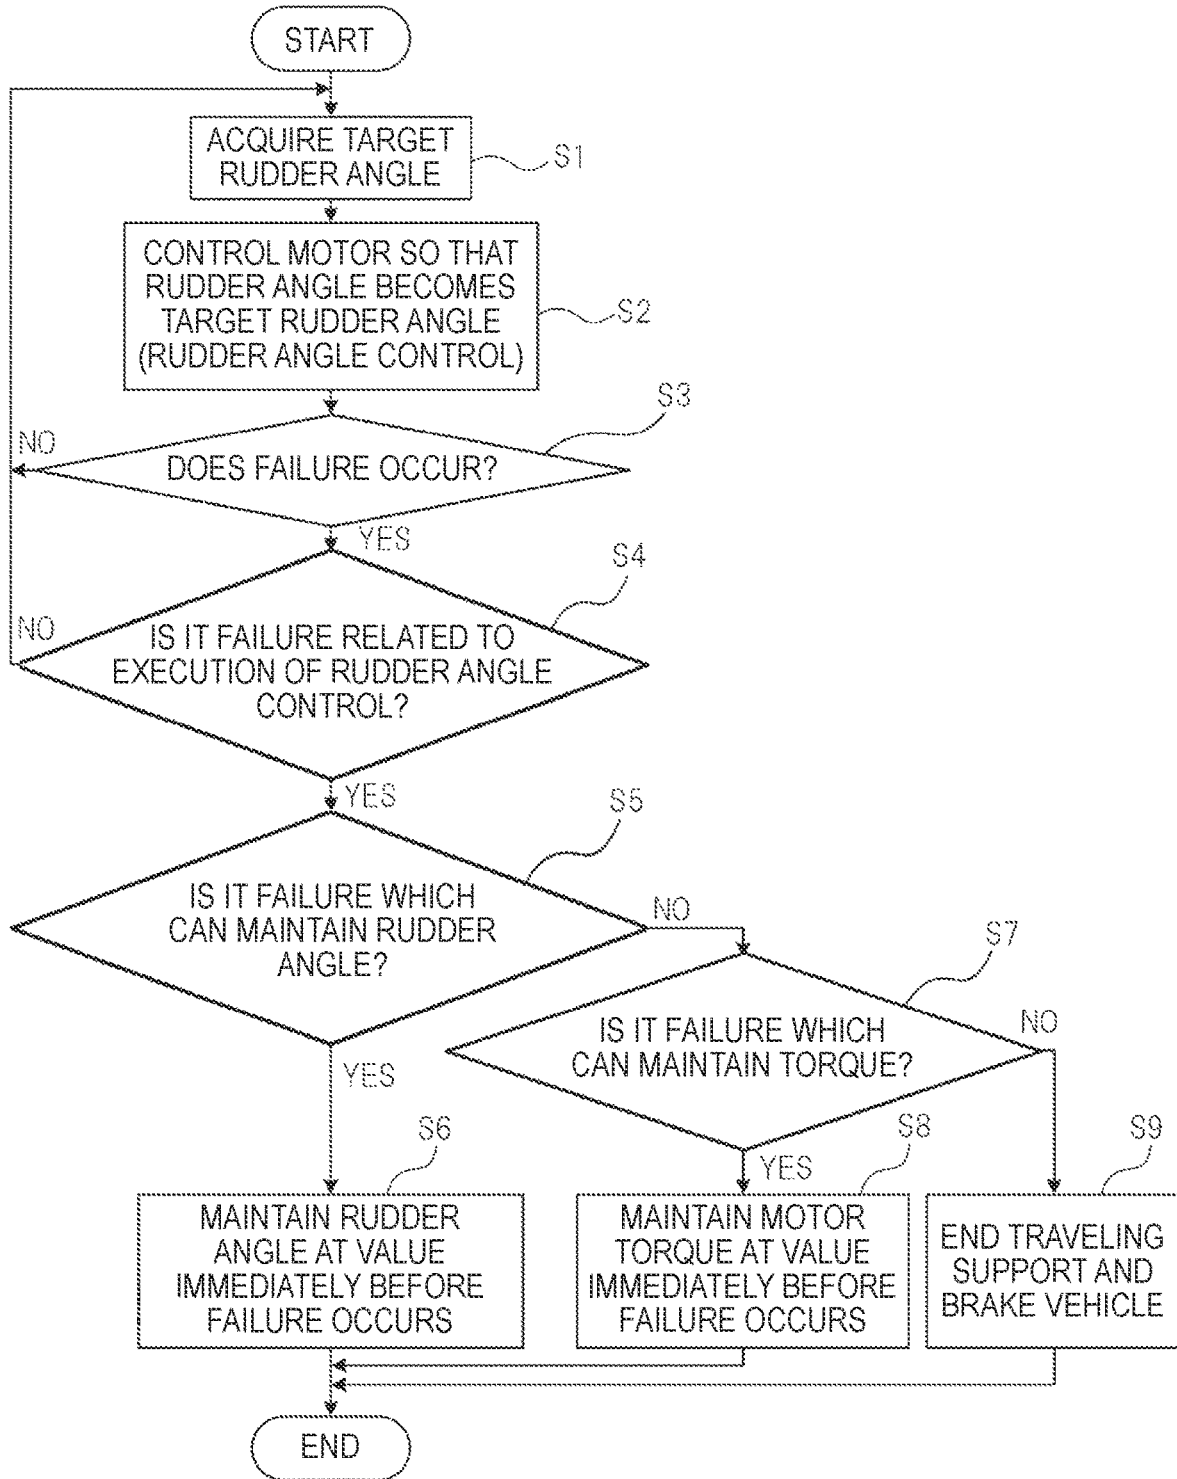 START
ACQUIRE TARGET
RUDDER ANGLE
S1
CONTROL MOTOR SO THAT
RUDDER ANGLE BECOMES
TARGET RUDDER ANGLE
(RUDDER ANGLE CONTROL)
S2
S3
NO
DOES FAILURE OCCUR?
YES
S4
NO
IS IT FAILURE RELATED TO
EXECUTION OF RUDDER ANGLE
CONTROL?
YES
S5
IS IT FAILURE WHICH
CAN MAINTAIN RUDDER
ANGLE?
NO
YES
S7
IS IT FAILURE WHICH
CAN MAINTAIN TORQUE?
NO
YES
S6
MAINTAIN RUDDER
ANGLE AT VALUE
IMMEDIATELY BEFORE
FAILURE OCCURS
S8
MAINTAIN MOTOR
TORQUE AT VALUE
IMMEDIATELY BEFORE
FAILURE OCCURS
S9
END TRAVELING
SUPPORT AND
BRAKE VEHICLE
END